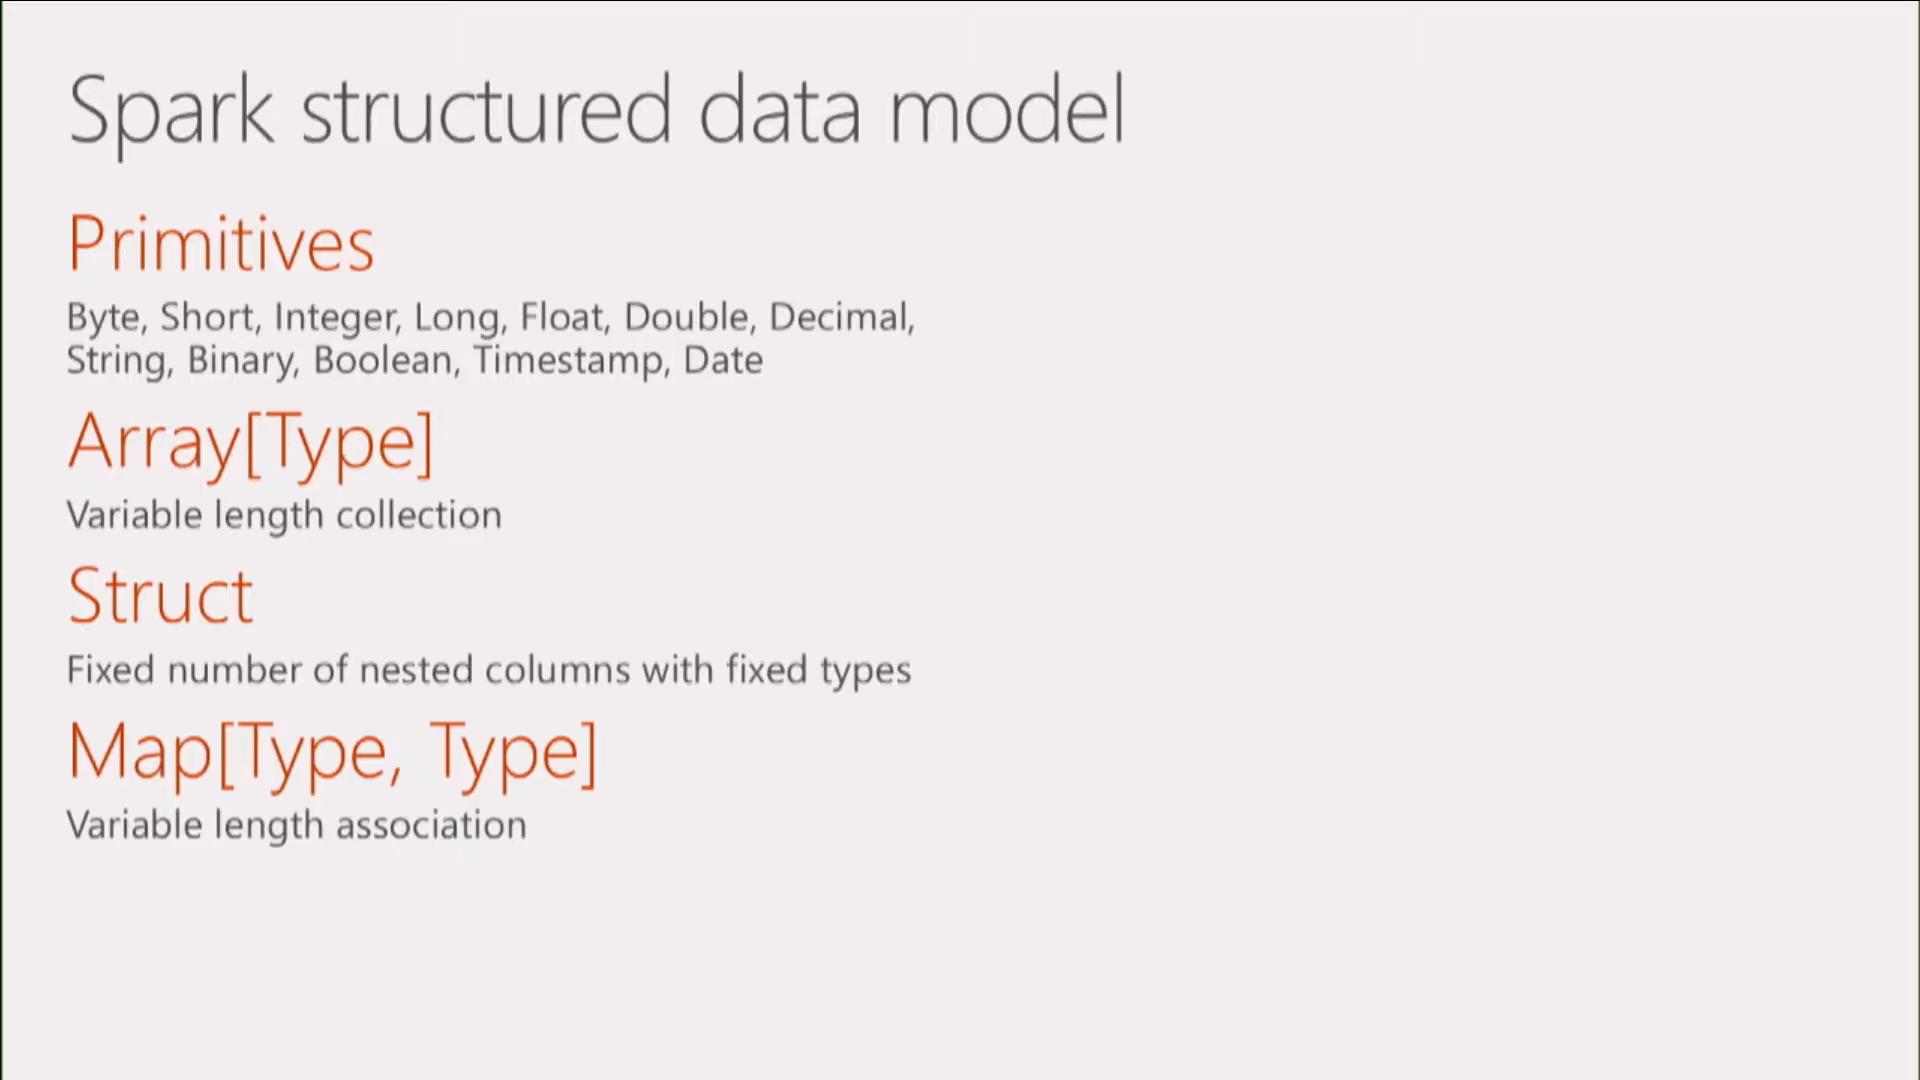 Spark structured data model
Primitives
Byte, Short, Integer, Long, Float, Double, Decimal,
String, Binary, Boolean, Timestamp, Date
Array[Type]
Variable length collection
Struct
Fixed number of nested columns with fixed types
Map[Type, Type]
Variable length association